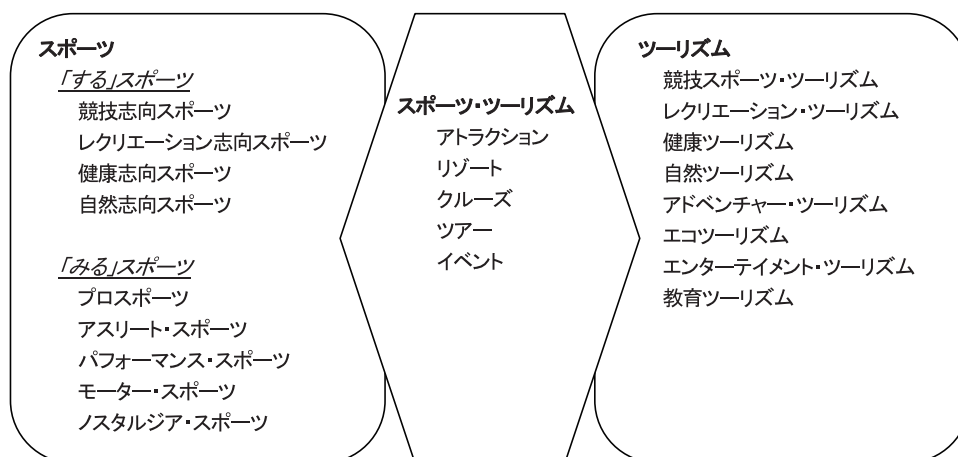 スポーツ
「する」スポーツ
競技志向スポーツ
レクリエーション志向スポーツ
健康志向スポーツ
自然志向スポーツ
「みる」スポーツ
プロスポーツ
アスリート・スポーツ
パフォーマンス・スポーツ
モーター・スポーツ
ノスタルジア・スポーツ
スポーツ・ツーリズム
アトラクション
リゾート
クルーズ
ツアー
イベント
ツーリズム
競技スポーツ・ツーリズム
レクリエーション・ツーリズム
健康ツーリズム
自然ツーリズム
アドベンチャー・ツーリズム
エコツーリズム
エンターテイメント・ツーリズム
教育ツーリズム